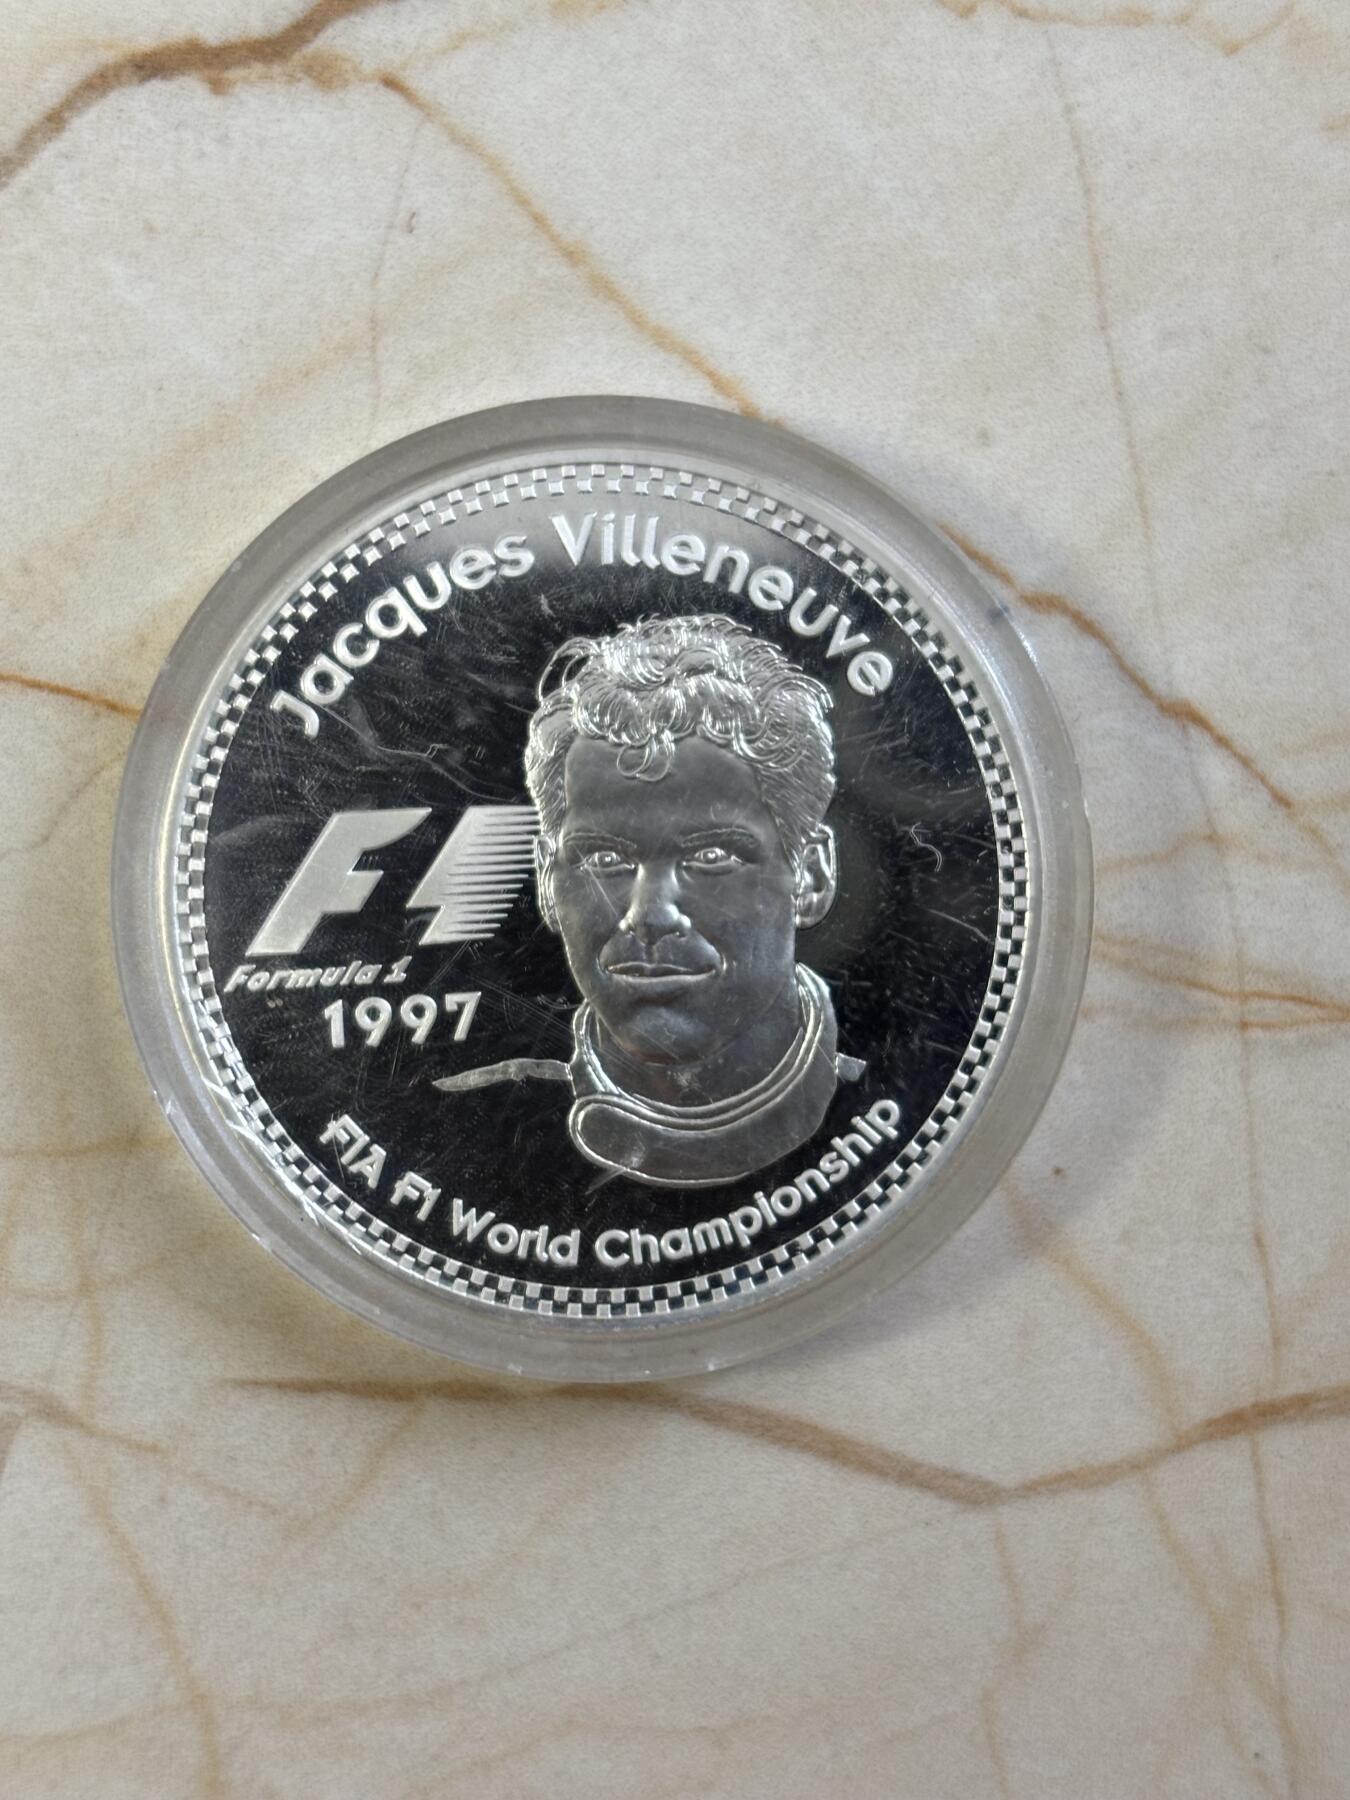 Jacques Villeneuve
F1
Formula 1
1997
FIA F1 World Championship